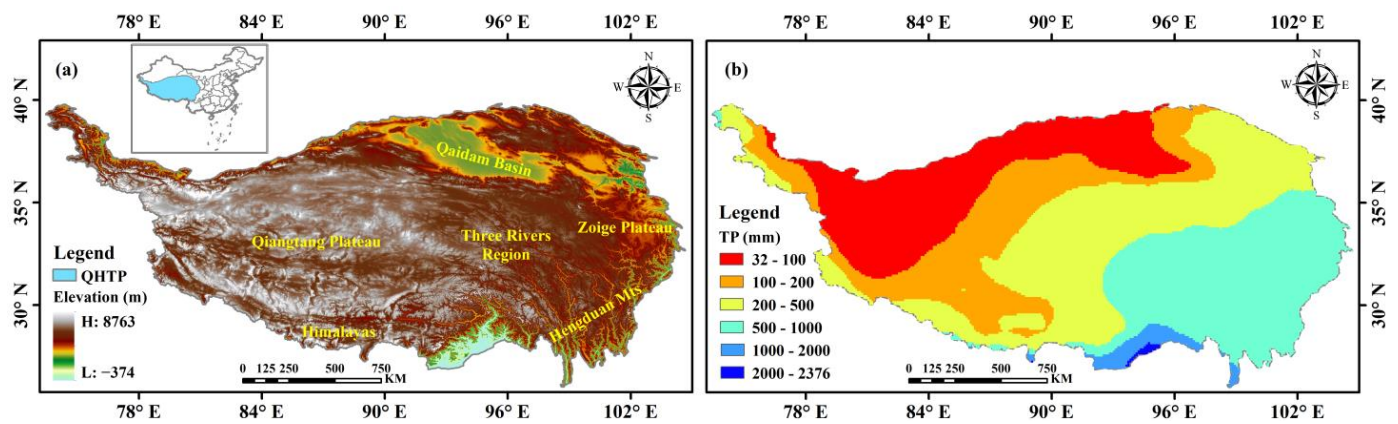 78° E 84° E 90° E 96° E 102° E
(a)
N
W E
S
40° N
35° N
30° N
Qaidam Basin
Qiangtang Plateau
Three Rivers
Region
Zoige Plateau
Hengduan Mts
Himalayas
Legend
QHTP
Elevation (m)
H: 8763
L: −374
0 125 250 500 750
KM
78° E 84° E 90° E 96° E 102° E
78° E 84° E 90° E 96° E 102° E
(b)
N
W E
S
40° N
35° N
30° N
Legend
TP (mm)
32 - 100
100 - 200
200 - 500
500 - 1000
1000 - 2000
2000 - 2376
0 125 250 500 750
KM
78° E 84° E 90° E 96° E 102° E